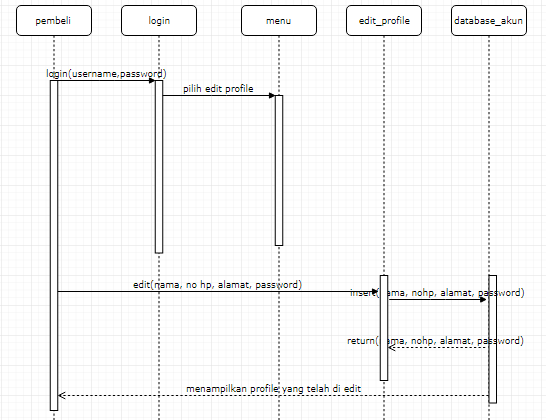 pembeli
login
menu
edit_profile
database_akun
login(username,password)
pilih edit profile
edit(nama, no hp, alamat, password)
insert(nama, nohp, alamat, password)
return(nama, nohp, alamat, password)
menampilkan profile yang telah di edit